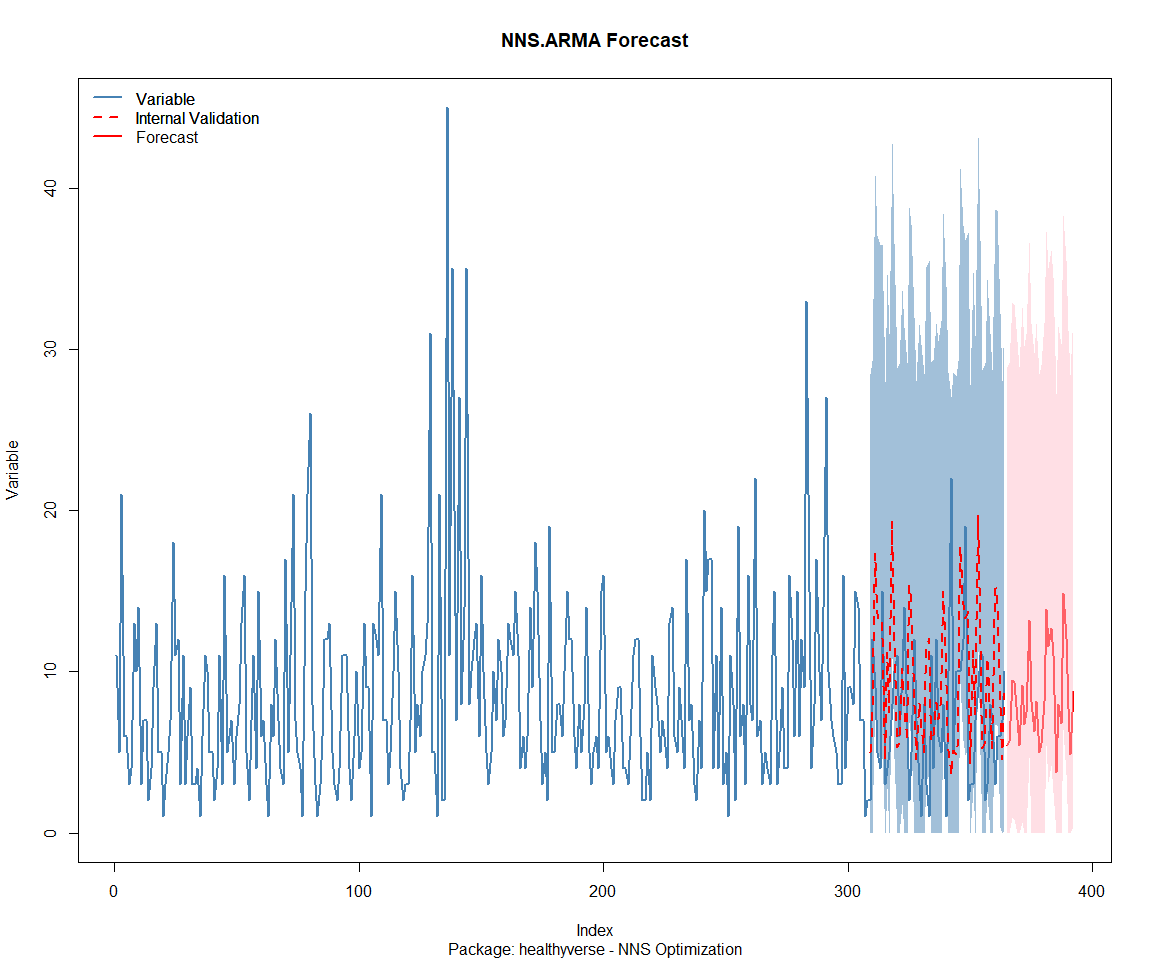 NNS.ARMA Forecast
Variable
Internal Validation
Forecast
Variable
40
30
20
10
0
0 100 200 300 400
Index
Package: healthyverse - NNS Optimization